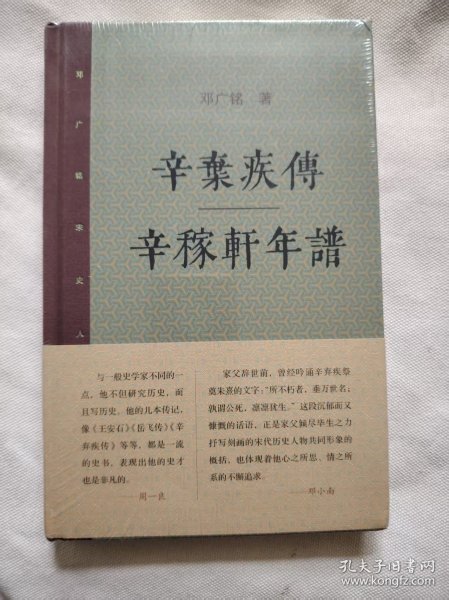 邓广铭 著
辛棄疾傳
辛稼軒年譜
邓广铭宋史人
与一般史学家不同的一
点，他不但研究历史，而
且写历史。他的几本传记，
像《王安石》《岳飞传》《辛
弃疾传》等等，都是一流
的史书，表现出他的史才
也是非凡的。
——周一良
家父辞世前，曾经吟诵辛弃疾祭
奠朱熹的文字：“所不朽者，垂万世名；
孰谓公死，凛凛犹生。”这段沉郁而又
慷慨的话语，正是家父倾尽毕生之力
抒写刻画的宋代历史人物共同形象的
概括，也体现着他心之所思、情之所
系的不懈追求。
——邓小南
孔夫子旧书网
www.kongfz.com